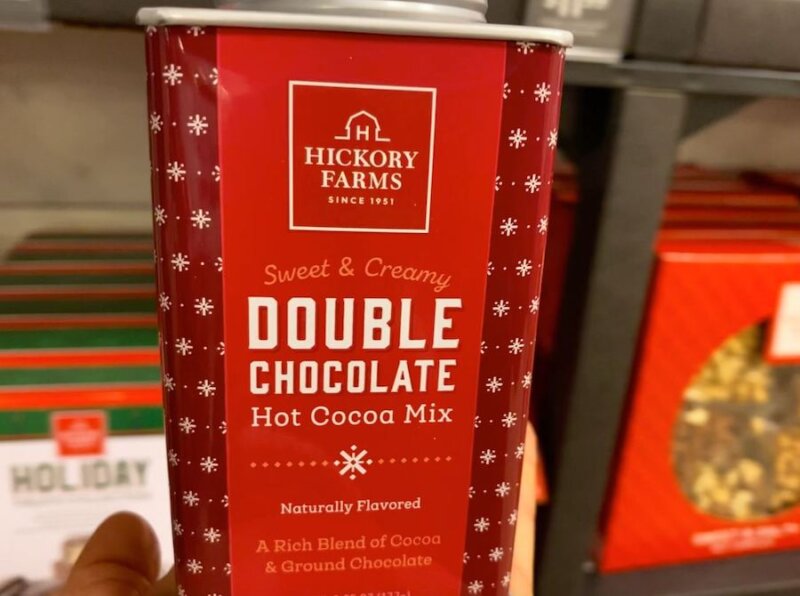 H
HICKORY
FARMS
SINCE 1951
Sweet & Creamy
DOUBLE
CHOCOLATE
Hot Cocoa Mix
Naturally Flavored
A Rich Blend of Cocoa
& Ground Chocolate
HOLIDAY